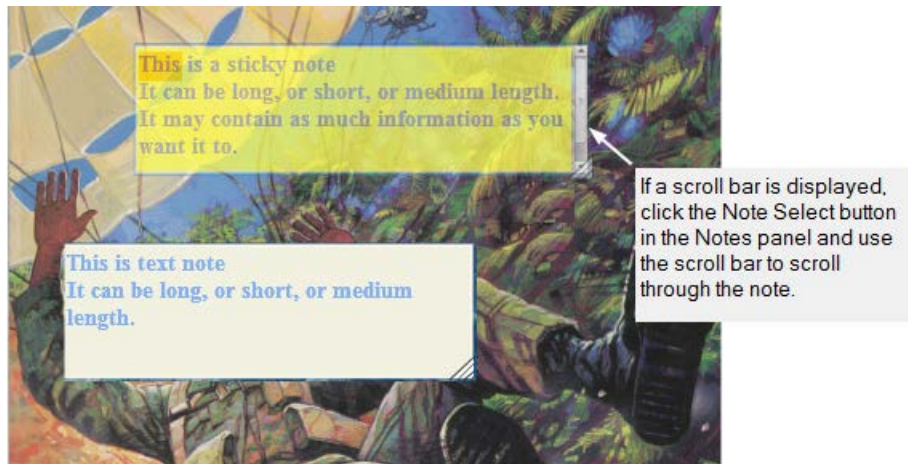 This is a sticky note
It can be long, or short, or medium length.
It may contain as much information as you
want it to.
If a scroll bar is displayed,
click the Note Select button
in the Notes panel and use
the scroll bar to scroll
through the note.
This is text note
It can be long, or short, or medium
length.